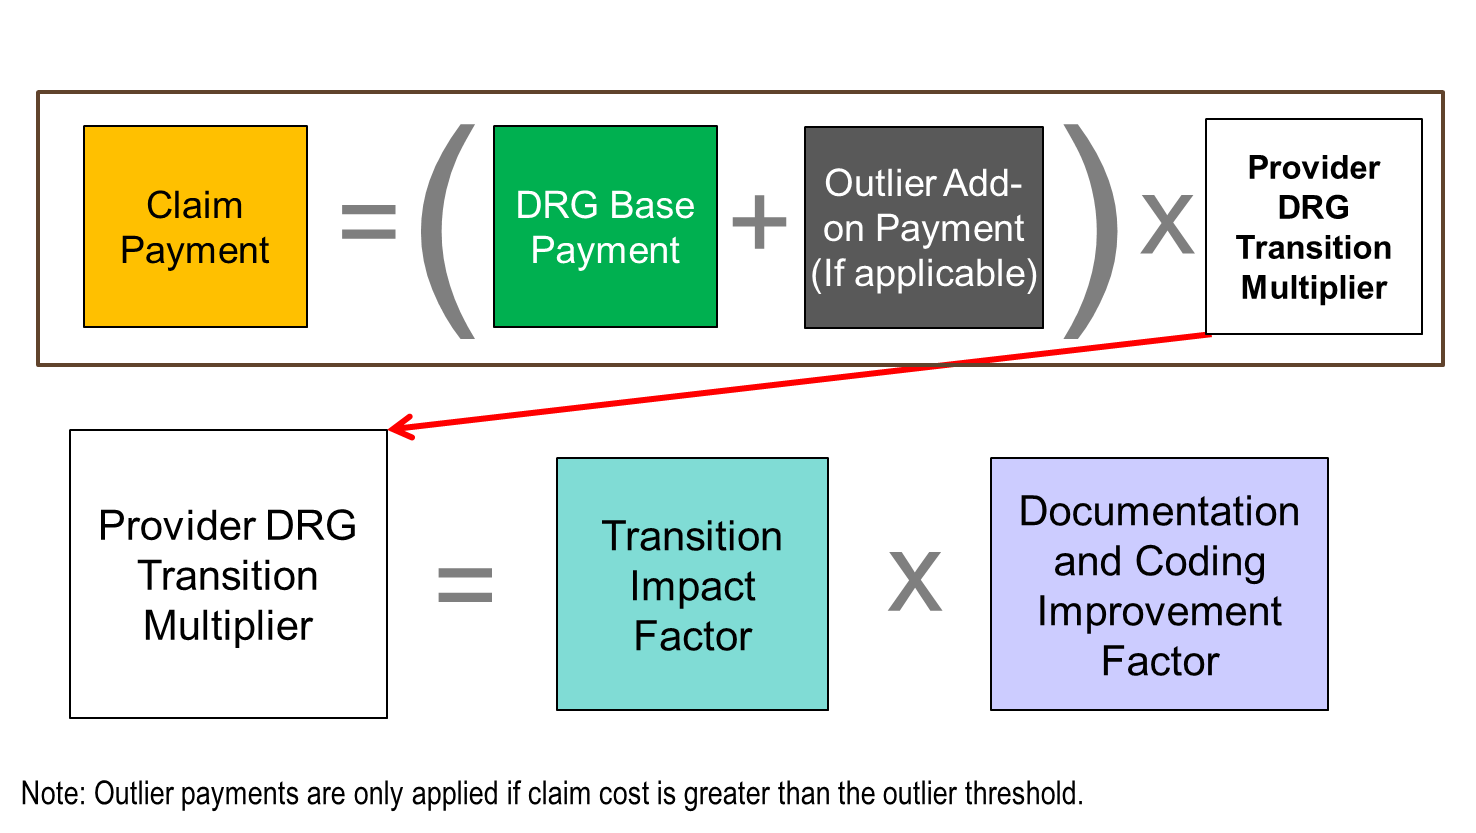 Claim
Payment
=
(
DRG Base
Payment
+
Outlier Add-
on Payment
(If applicable)
)
x
Provider
DRG
Transition
Multiplier
Provider DRG
Transition
Multiplier
=
Transition
Impact
Factor
x
Documentation
and Coding
Improvement
Factor
Note: Outlier payments are only applied if claim cost is greater than the outlier threshold.